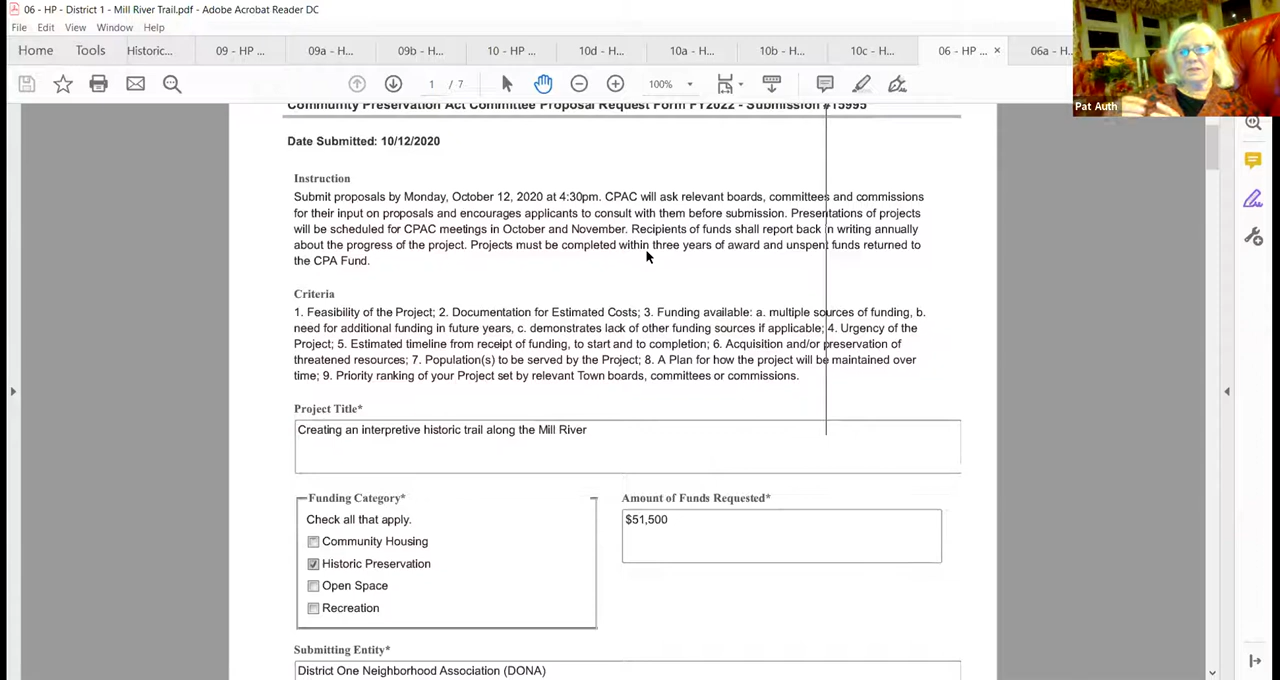 06 - HP - District 1 - Mill River Trail.pdf - Adobe Acrobat Reader DC
File Edit View Window Help
Home Tools Historic... 09 - HP ... 09a - H... 09b - H... 10 - HP ... 10d - H... 10a - H... 10b - H... 10c - H... 06 - HP ... × 06a - H...
1 / 7 100%
Pat Auth
Community Preservation Act Committee Proposal Request Form FY2022 - Submission #15995
Date Submitted: 10/12/2020
Instruction
Submit proposals by Monday, October 12, 2020 at 4:30pm. CPAC will ask relevant boards, committees and commissions
for their input on proposals and encourages applicants to consult with them before submission. Presentations of projects
will be scheduled for CPAC meetings in October and November. Recipients of funds shall report back in writing annually
about the progress of the project. Projects must be completed within three years of award and unspent funds returned to
the CPA Fund.
Criteria
1. Feasibility of the Project; 2. Documentation for Estimated Costs; 3. Funding available: a. multiple sources of funding, b.
need for additional funding in future years, c. demonstrates lack of other funding sources if applicable; 4. Urgency of the
Project; 5. Estimated timeline from receipt of funding, to start and to completion; 6. Acquisition and/or preservation of
threatened resources; 7. Population(s) to be served by the Project; 8. A Plan for how the project will be maintained over
time; 9. Priority ranking of your Project set by relevant Town boards, committees or commissions.
Project Title*
Creating an interpretive historic trail along the Mill River
Funding Category*
Check all that apply.
Community Housing
Historic Preservation
Open Space
Recreation
Amount of Funds Requested*
$51,500
Submitting Entity*
District One Neighborhood Association (DONA)